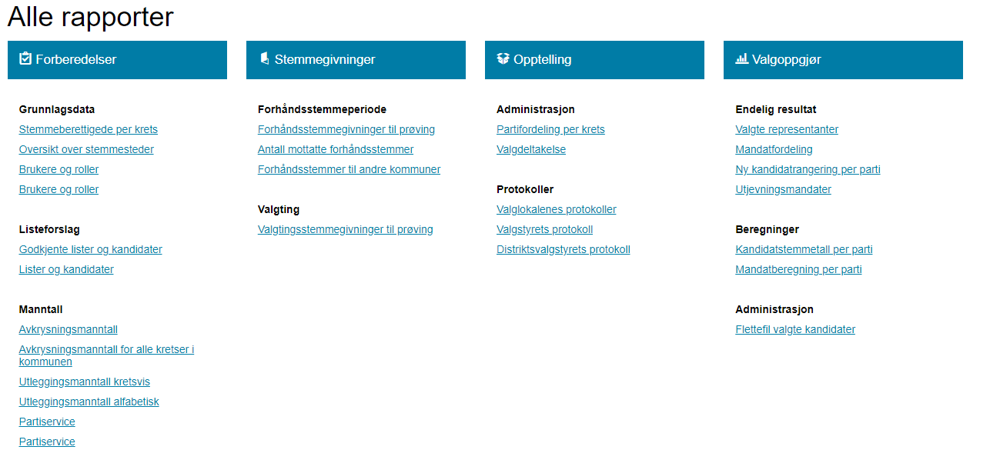 Alle rapporter
Forberedelser
Grunnlagsdata
Stemmeberettigede per krets
Oversikt over stemmesteder
Brukere og roller
Brukere og roller
Listeforslag
Godkjente lister og kandidater
Lister og kandidater
Manntall
Avkrysningsmanntall
Avkrysningsmanntall for alle kretser i
kommunen
Utleggingsmanntall kretsvis
Utleggingsmanntall alfabetisk
Partiservice
Partiservice
Stemmegivninger
Forhåndsstemmeperiode
Forhåndsstemmegivninger til prøving
Antall mottatte forhåndsstemmer
Forhåndsstemmer til andre kommuner
Valgting
Valgtingsstemmegivninger til prøving
Opptelling
Administrasjon
Partifordeling per krets
Valgdeltakelse
Protokoller
Valglokalenes protokoller
Valgstyrets protokoll
Distriktsvalgstyrets protokoll
Valgoppgjør
Endelig resultat
Valgte representanter
Mandatfordeling
Ny kandidatrangering per parti
Utjevningsmandater
Beregninger
Kandidatstemmetall per parti
Mandatberegning per parti
Administrasjon
Flettefil valgte kandidater